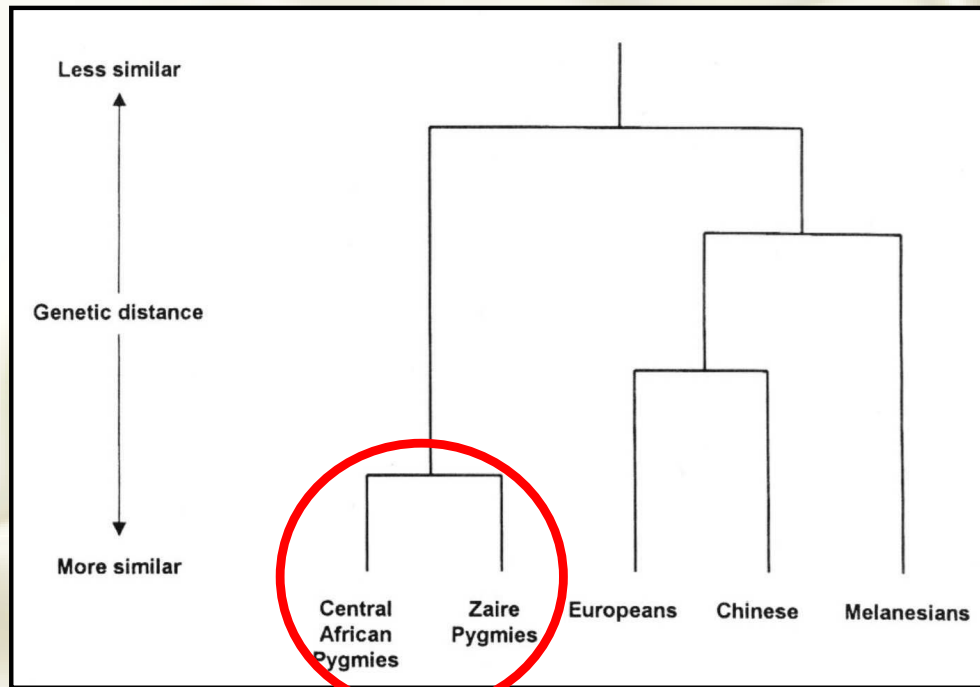 Less similar
Genetic distance
More similar
Central
African
Pygmies
Zaire
Pygmies
Europeans
Chinese
Melanesians